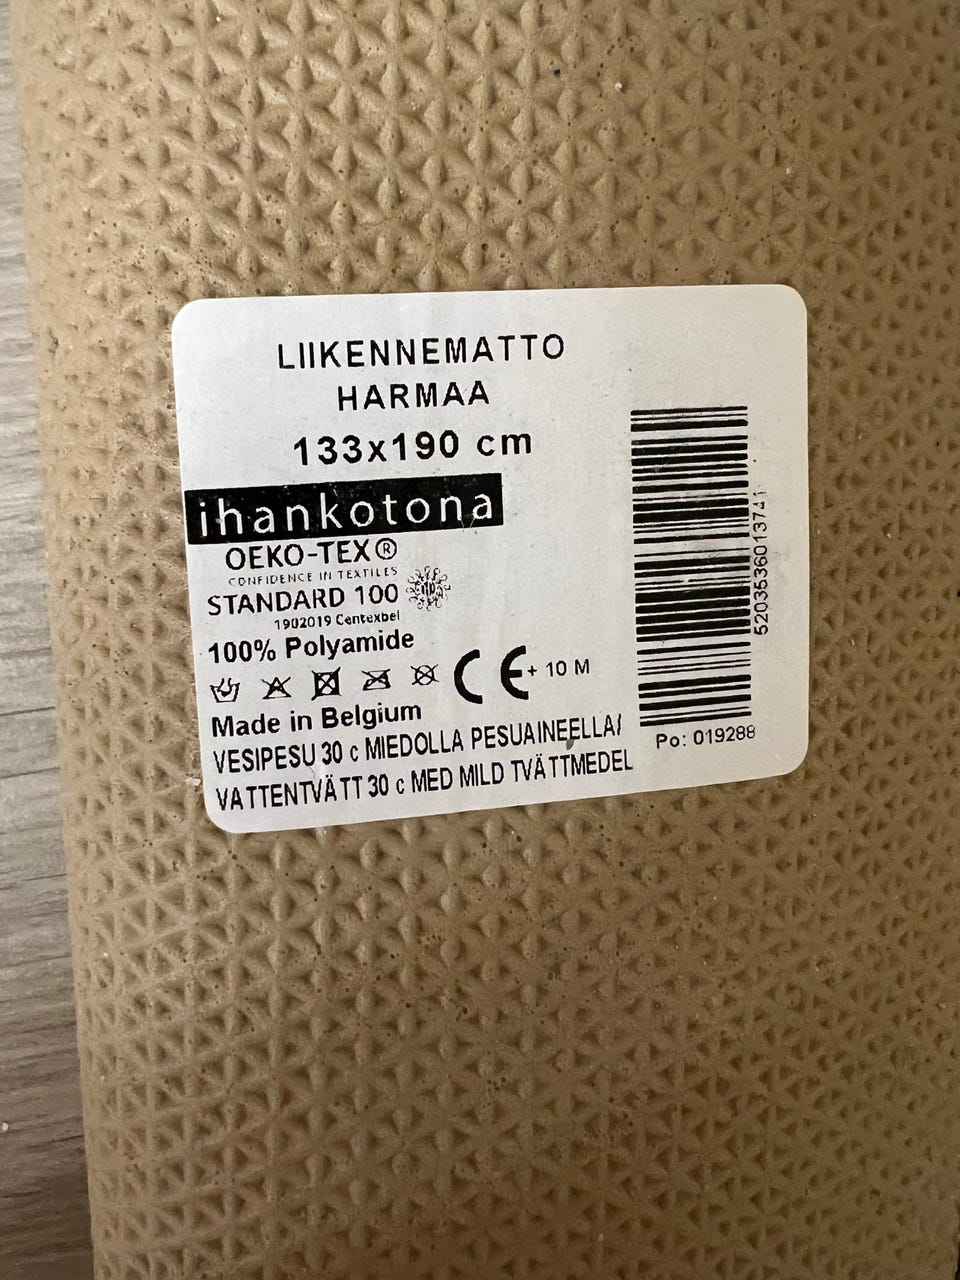 LIIKENNEMATTO
HARMAA
133x190 cm
ihankotona
OEKO-TEX®
CONFIDENCE IN TEXTILES
STANDARD 100
1902019 Centexbel
100% Polyamide
CE + 10 M
Made in Belgium
VESIPESU 30 c MIEDOLLA PESUAINEELLA/
VATTENTVÄTT 30 c MED MILD TVÄTTMEDEL
5203536013741
Po: 019288